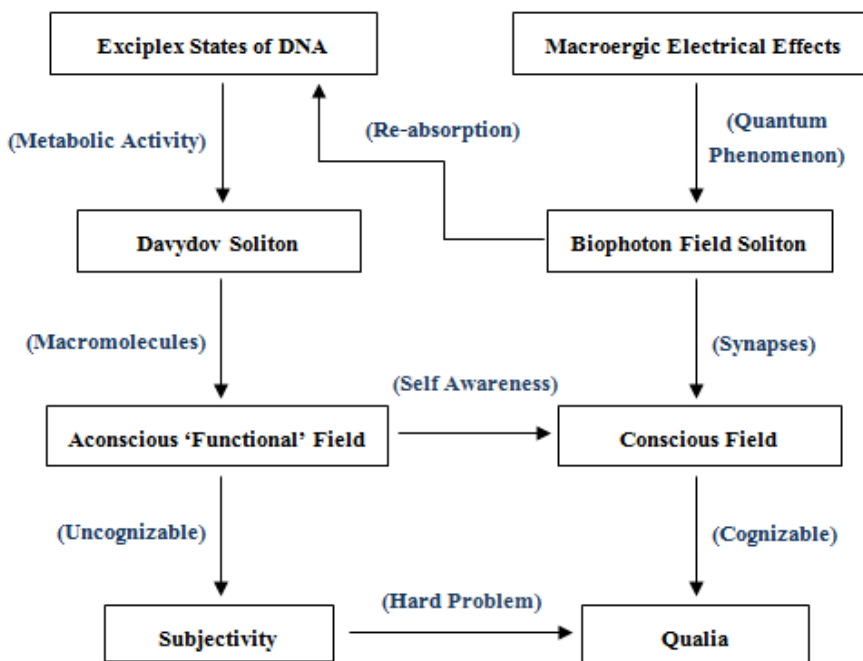 Exciplex States of DNA
Macroergic Electrical Effects
(Metabolic Activity)
(Re-absorption)
(Quantum
Phenomenon)
Davydov Soliton
Biophoton Field Soliton
(Macromolecules)
(Synapses)
(Self Awareness)
Aconscious ‘Functional’ Field
Conscious Field
(Uncognizable)
(Cognizable)
(Hard Problem)
Subjectivity
Qualia